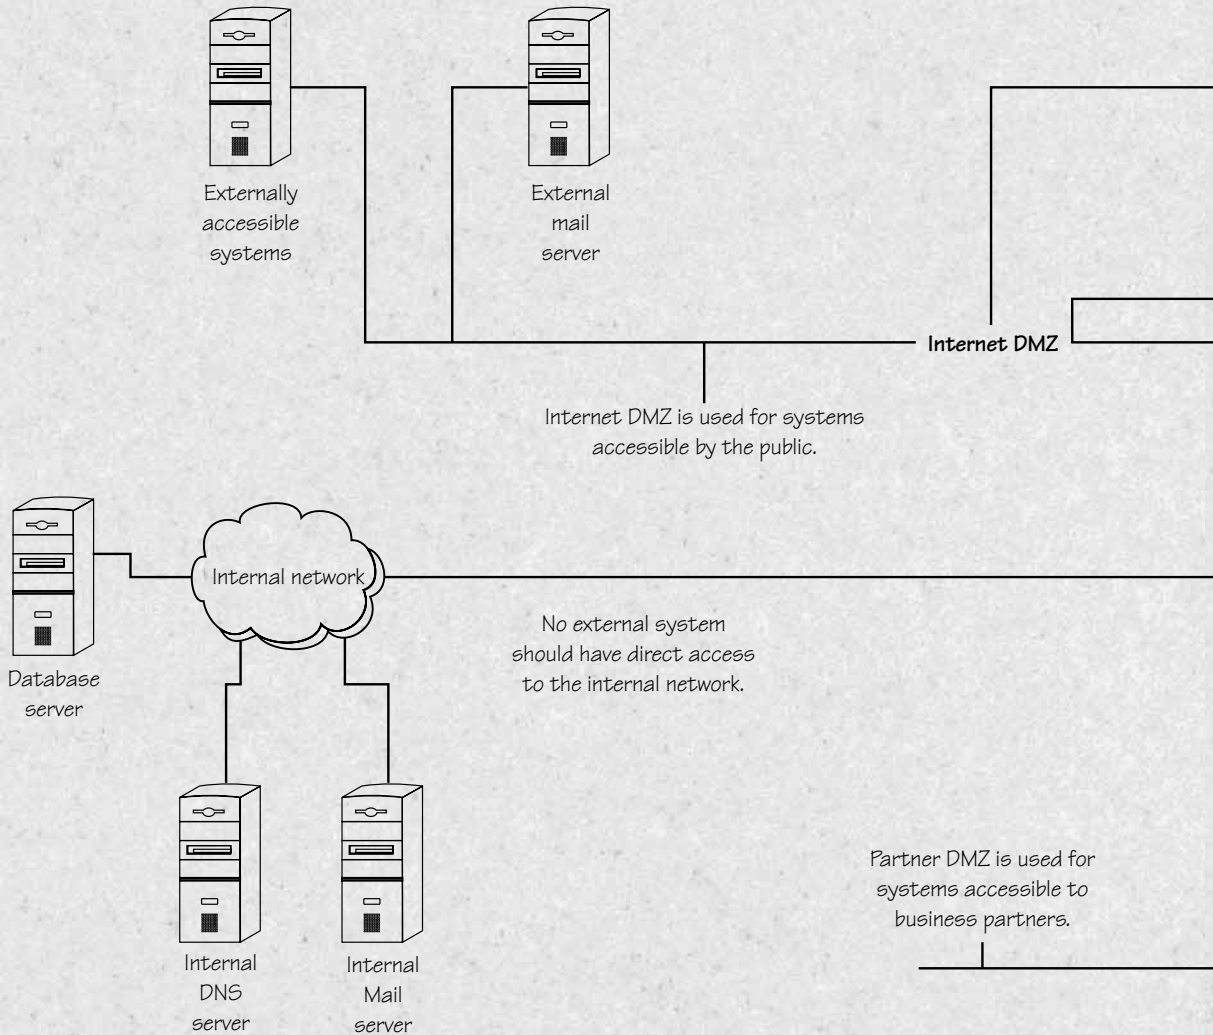 Externally
accessible
systems
External
mail
server
Internet DMZ
Internet DMZ is used for systems
accessible by the public.
Internal network
Database
server
No external system
should have direct access
to the internal network.
Internal
DNS
server
Internal
Mail
server
Partner DMZ is used for
systems accessible to
business partners.